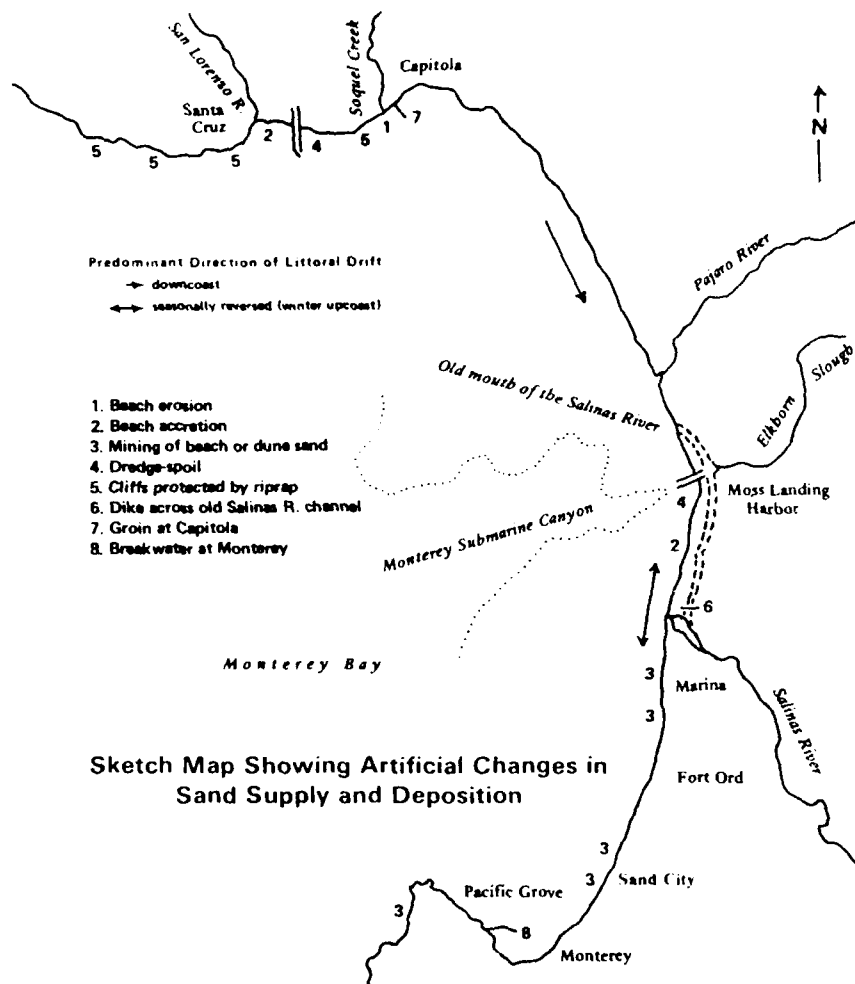 San Lorenzo R.
Soquel Creek
Capitola
Santa
Cruz
2
4
5
1
7
5
5
5
N
Predominant Direction of Littoral Drift
downcoast
seasonally reversed (winter upcoast)
Pajaro River
Old mouth of the Salinas River
Elkhorn
Slough
1. Beach erosion
2. Beach accretion
3. Mining of beach or dune sand
4. Dredge-spoil
5. Cliffs protected by riprap
6. Dike across old Salinas R. channel
7. Groin at Capitola
8. Breakwater at Monterey
4
Moss Landing
Harbor
Monterey Submarine Canyon
2
6
Monterey Bay
3
Marina
3
Salinas River
Sketch Map Showing Artificial Changes in
Sand Supply and Deposition
Fort Ord
3
3
Sand City
Pacific Grove
3
8
Monterey